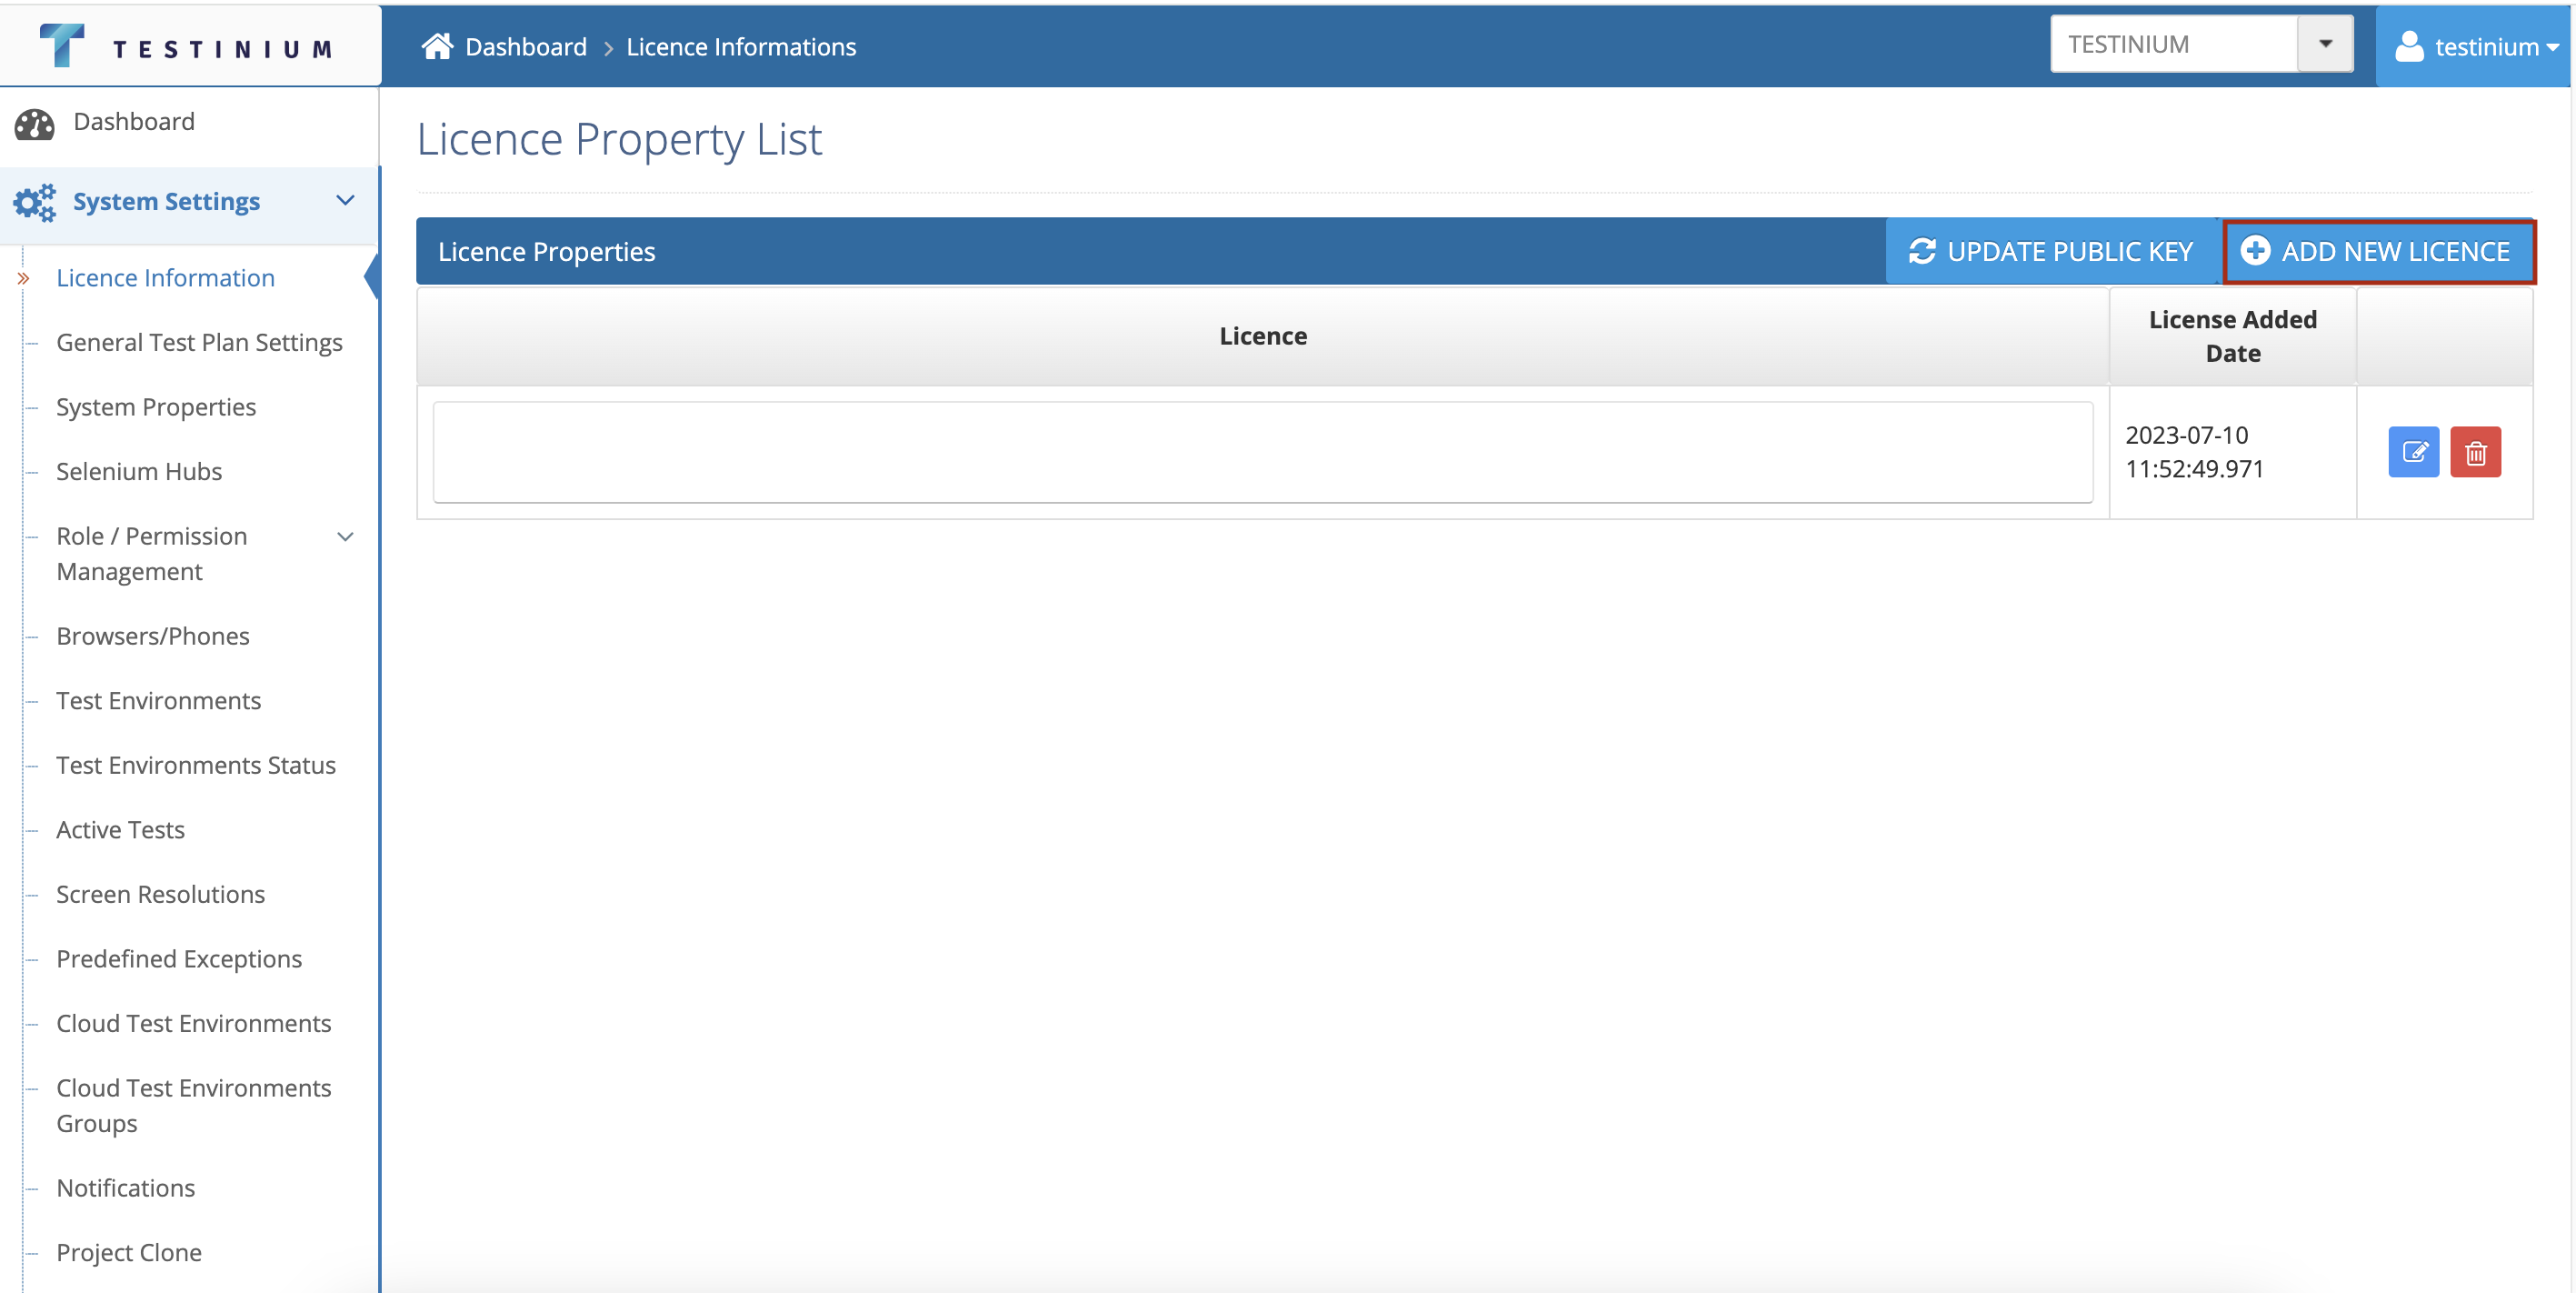 TESTINIUM
Dashboard > Licence Informations
TESTINIUM
testinium
Dashboard
System Settings
Licence Information
General Test Plan Settings
System Properties
Selenium Hubs
Role / Permission
Management
Browsers/Phones
Test Environments
Test Environments Status
Active Tests
Screen Resolutions
Predefined Exceptions
Cloud Test Environments
Cloud Test Environments
Groups
Notifications
Project Clone
Licence Property List
Licence Properties
UPDATE PUBLIC KEY
ADD NEW LICENCE
Licence
License Added
Date
2023-07-10
11:52:49.971